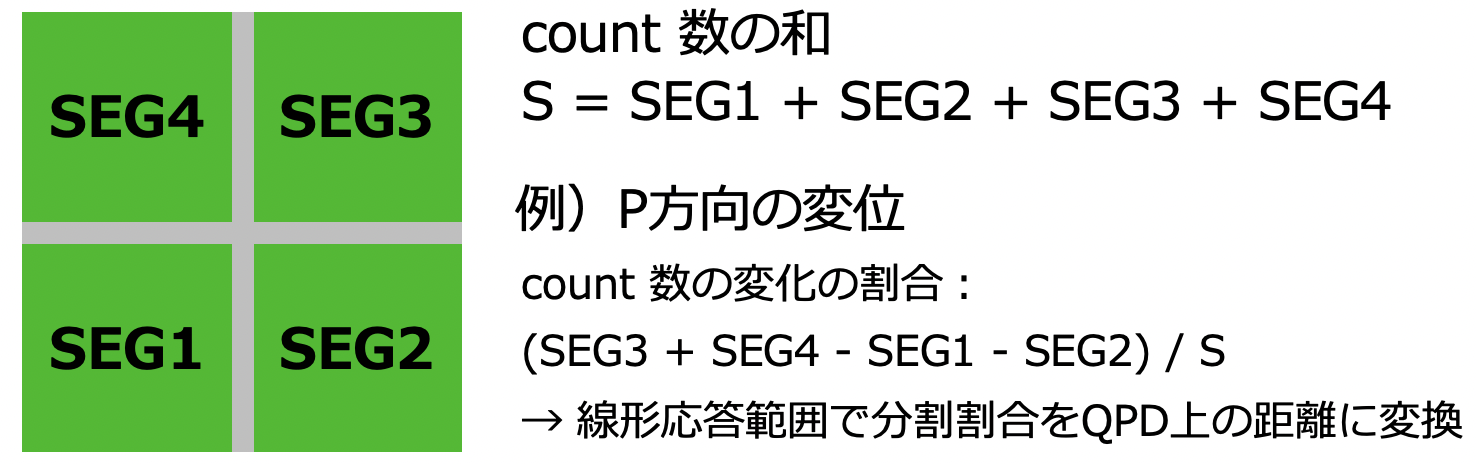 SEG4 SEG3
SEG1 SEG2
count 数の和
S = SEG1 + SEG2 + SEG3 + SEG4
例）P方向の変位
count 数の変化の割合：
(SEG3 + SEG4 - SEG1 - SEG2) / S
→ 線形応答範囲で分割割合をQPD上の距離に変換